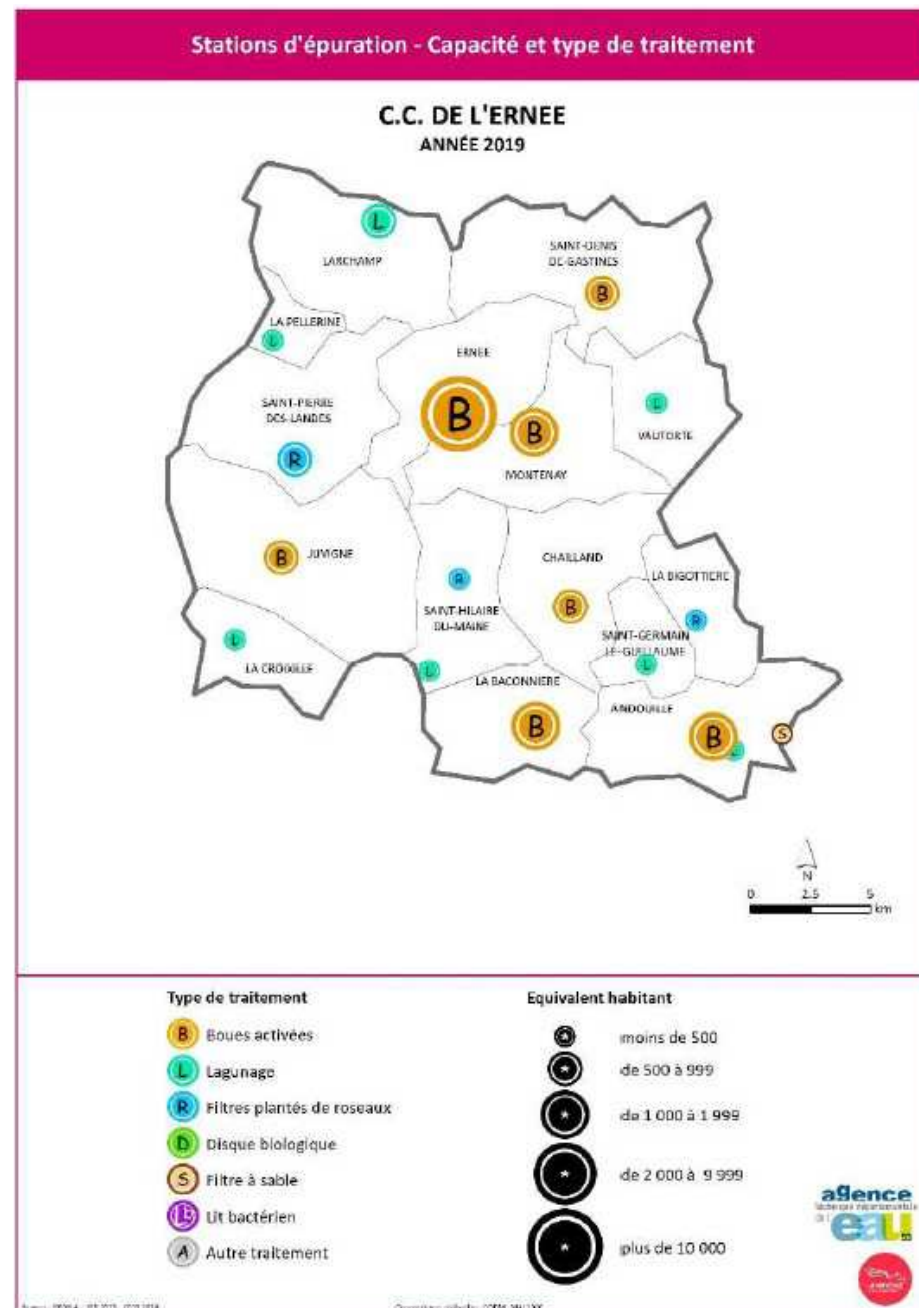 Stations d'épuration - Capacité et type de traitement
C.C. DE L'ERNEE
ANNÉE 2019
L
LARCHAMP
SAINT-DENIS
DE-GASTINES
B
LA PELLERINE
L
ERNEE
B
B
MONTENAY
L
VAUTORTE
SAINT-PIERRE
DES-LANDES
R
B
JUVIGNE
R
SAINT-HILAIRE
DU-MAINE
CHAILLAND
B
LA BIGOTTIERE
R
SAINT-GERMAIN
LE-GUILLAUME
L
L
LA CROIXILLE
L
LA BACONNIERE
B
ANDOUILLE
B
L
S
N
0 2.5 5
km
Type de traitement
B Boues activées
L Lagunage
R Filtres plantés de roseaux
D Disque biologique
S Filtre à sable
LB Lit bactérien
A Autre traitement
Equivalent habitant
moins de 500
de 500 à 999
de 1 000 à 1 999
de 2 000 à 9 999
plus de 10 000
agence
technique départementale
de l'eau
53